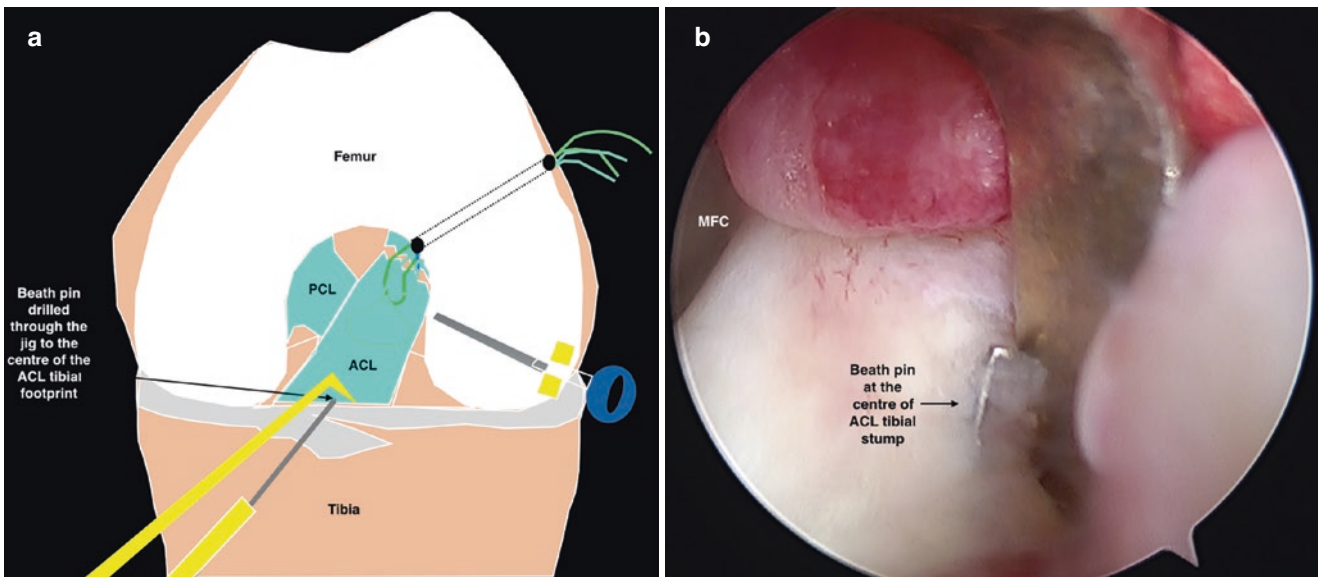 a
Femur
PCL
ACL
Beath pin
drilled
through the
jig to the
centre of the
ACL tibial
footprint
Tibia
b
MFC
Beath pin
at the
centre of
ACL tibial
stump